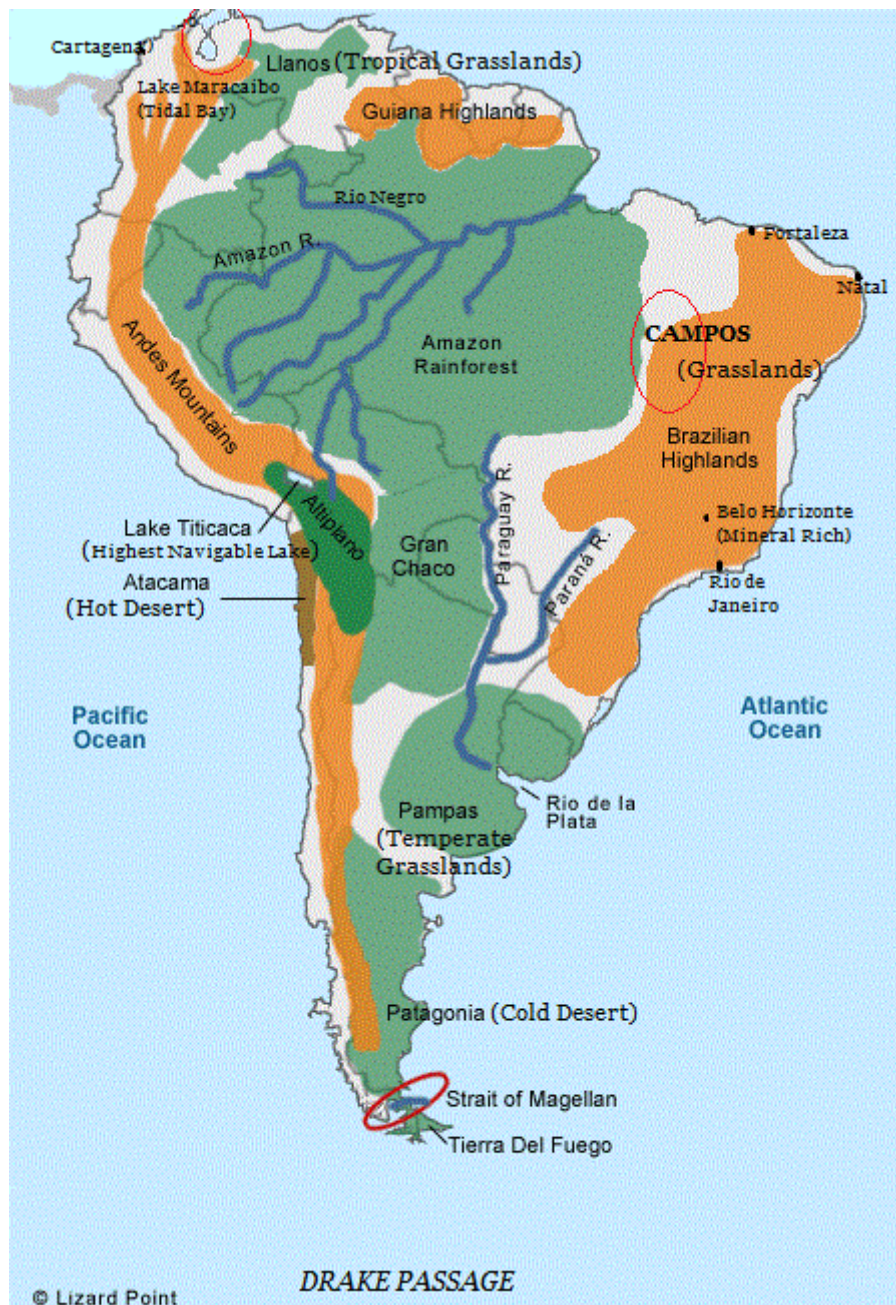 Cartagena)
Llanos (Tropical Grasslands)
Lake Maracaibo
(Tidal Bay)
Guiana Highlands
Rio Negro
Amazon R.
Fortaleza
Natal
Andes Mountains
Amazon
Rainforest
CAMPOS
(Grasslands)
Brazilian
Highlands
Lake Titicaca
(Highest Navigable Lake)
Altiplano
Gran
Chaco
Paraguay R.
Paraná R.
Belo Horizonte
(Mineral Rich)
Atacama
(Hot Desert)
Rio de
Janeiro
Pacific
Ocean
Atlantic
Ocean
Rio de la
Plata
Pampas
(Temperate
Grasslands)
Patagonia (Cold Desert)
Strait of Magellan
Tierra Del Fuego
DRAKE PASSAGE
© Lizard Point